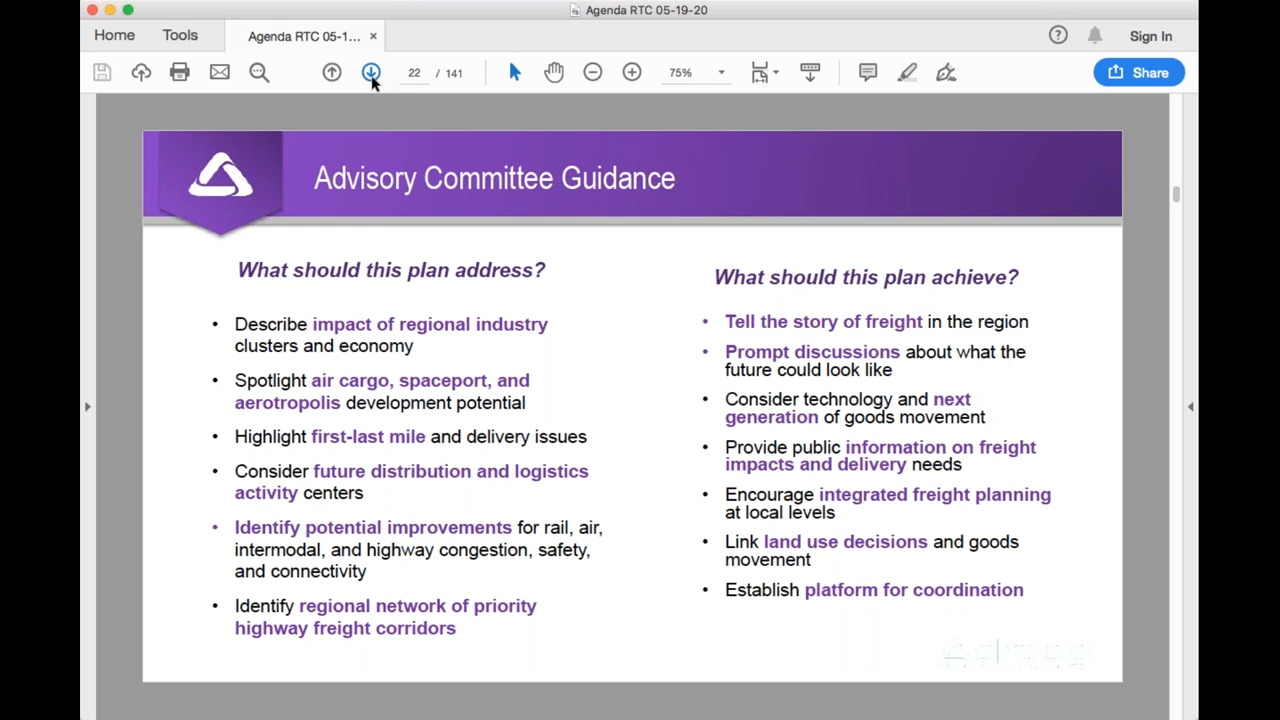 Agenda RTC 05-19-20
Home Tools Agenda RTC 05-1... × Sign In
22 / 141 75% Share
Advisory Committee Guidance
What should this plan address?
• Describe impact of regional industry
clusters and economy
• Spotlight air cargo, spaceport, and
aerotropolis development potential
• Highlight first-last mile and delivery issues
• Consider future distribution and logistics
activity centers
• Identify potential improvements for rail, air,
intermodal, and highway congestion, safety,
and connectivity
• Identify regional network of priority
highway freight corridors
What should this plan achieve?
• Tell the story of freight in the region
• Prompt discussions about what the
future could look like
• Consider technology and next
generation of goods movement
• Provide public information on freight
impacts and delivery needs
• Encourage integrated freight planning
at local levels
• Link land use decisions and goods
movement
• Establish platform for coordination